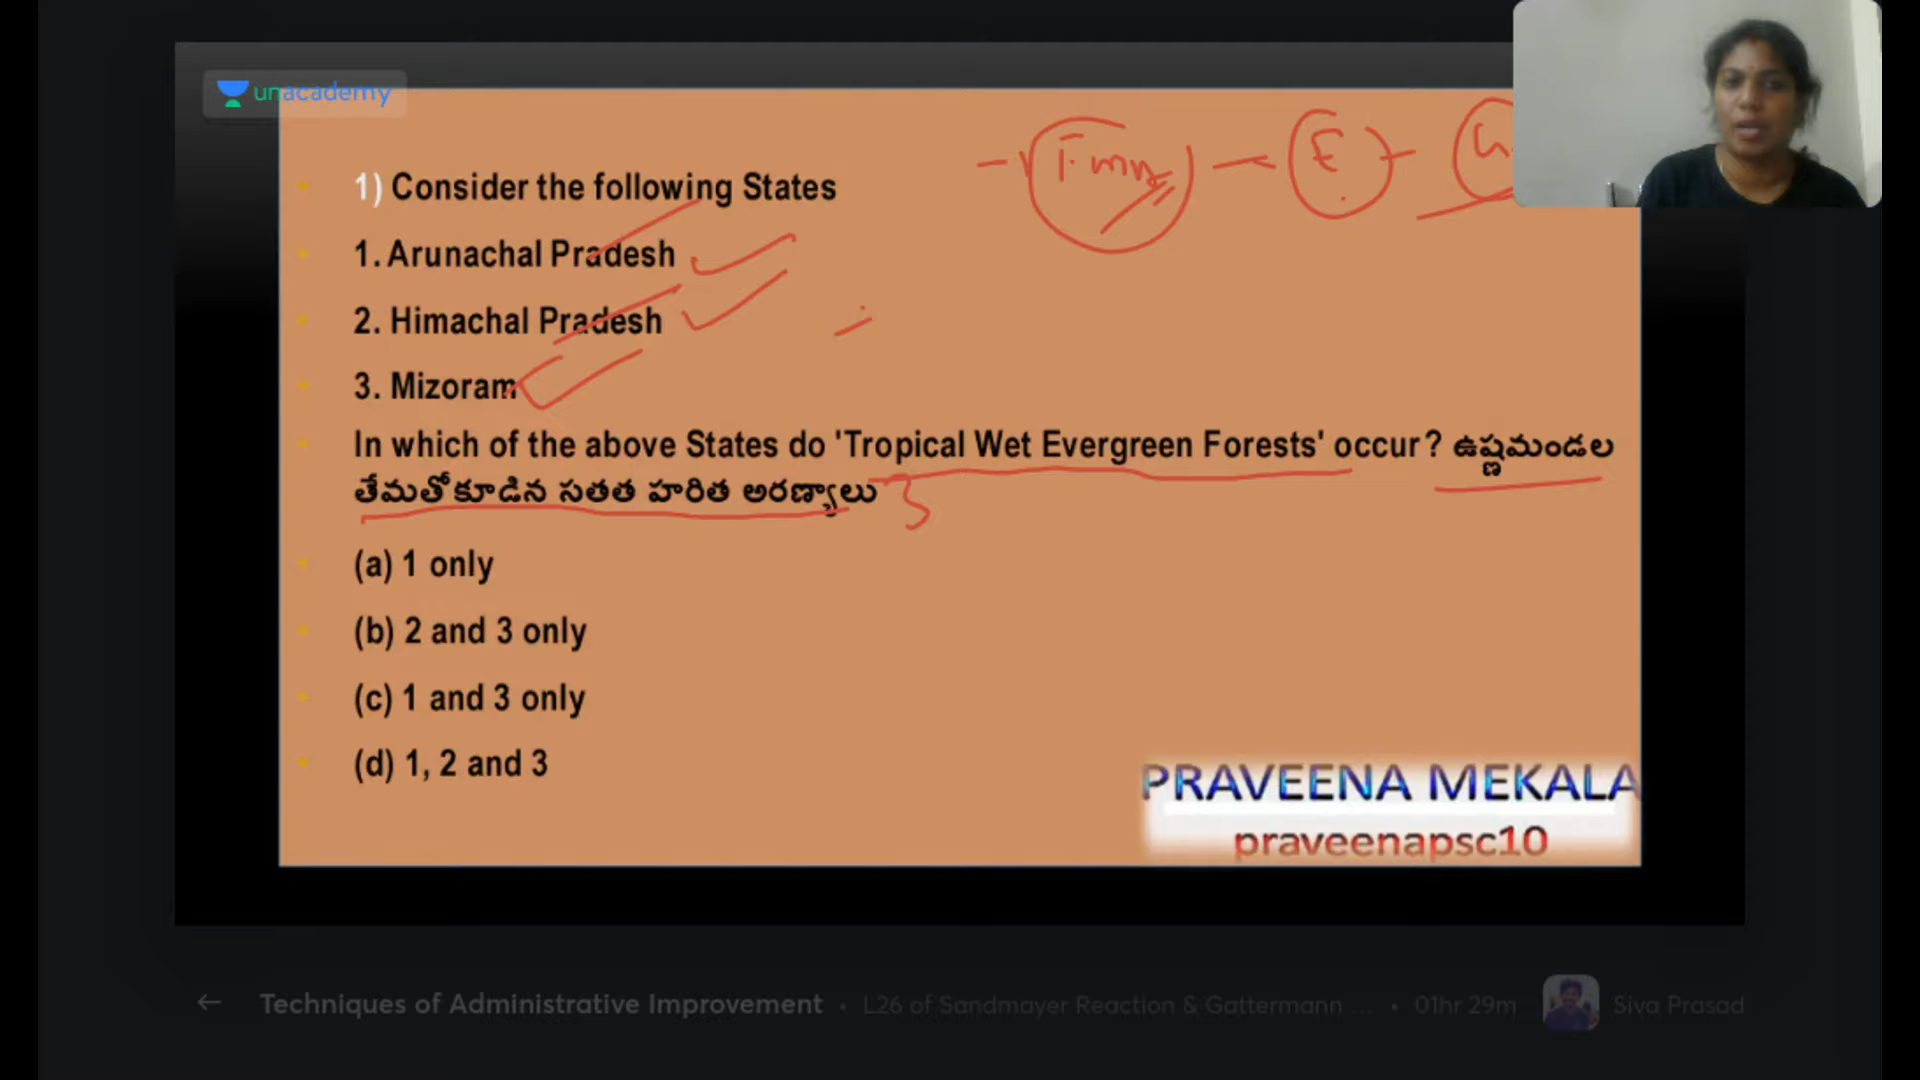 unacademy
1) Consider the following States
1. Arunachal Pradesh
2. Himachal Pradesh
3. Mizoram
In which of the above States do 'Tropical Wet Evergreen Forests' occur? ఉష్ణమండల
తేమతోకూడిన సతత హరిత అరణ్యాలు 3
(a) 1 only
(b) 2 and 3 only
(c) 1 and 3 only
(d) 1, 2 and 3
E
PRAVEENA MEKALA
praveenapsc10
Techniques of Administrative Improvement • L26 of Sandmayer Reaction & Gattermann ... • 01hr 29m Siva Prasad